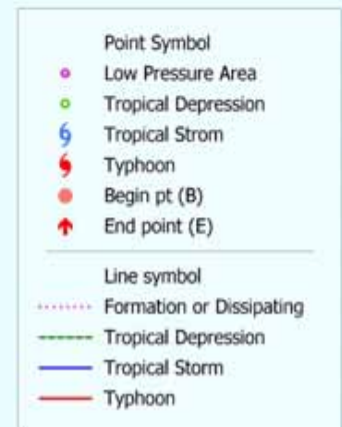 Point Symbol
Low Pressure Area
Tropical Depression
Tropical Strom
Typhoon
Begin pt (B)
End point (E)
Line symbol
Formation or Dissipating
Tropical Depression
Tropical Storm
Typhoon